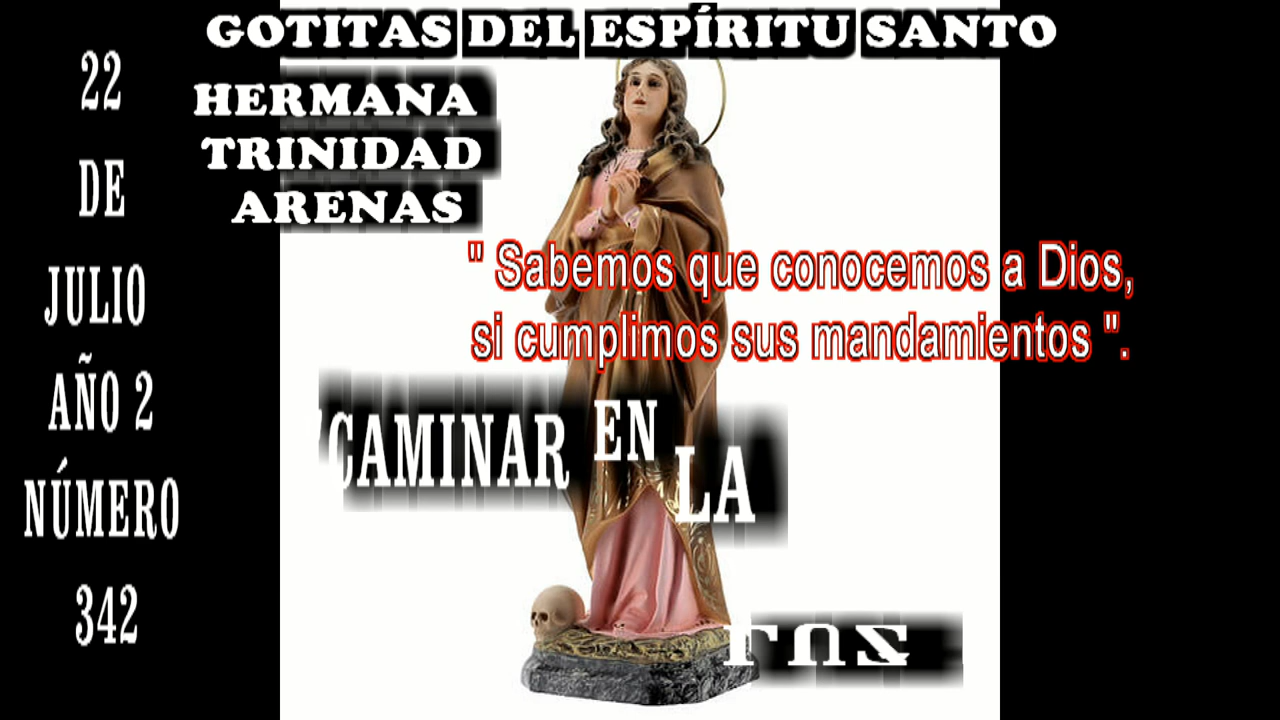 GOTITAS DEL ESPÍRITU SANTO
22
DE
JULIO
AÑO 2
NÚMERO
342
HERMANA
TRINIDAD
ARENAS
" Sabemos que conocemos a Dios,
si cumplimos sus mandamientos ".
"CAMINAR EN LA
LUZ